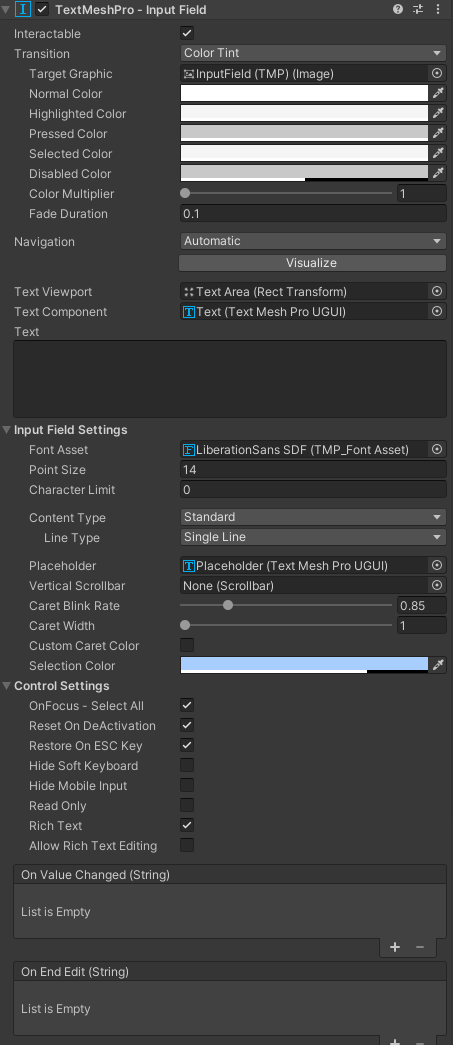 TextMeshPro - Input Field
Interactable
Transition Color Tint
Target Graphic InputField (TMP) (Image)
Normal Color
Highlighted Color
Pressed Color
Selected Color
Disabled Color
Color Multiplier 1
Fade Duration 0.1
Navigation Automatic
Visualize
Text Viewport Text Area (Rect Transform)
Text Component Text (Text Mesh Pro UGUI)
Text
Input Field Settings
Font Asset LiberationSans SDF (TMP_Font Asset)
Point Size 14
Character Limit 0
Content Type Standard
Line Type Single Line
Placeholder Placeholder (Text Mesh Pro UGUI)
Vertical Scrollbar None (Scrollbar)
Caret Blink Rate 0.85
Caret Width 1
Custom Caret Color
Selection Color
Control Settings
OnFocus - Select All
Reset On DeActivation
Restore On ESC Key
Hide Soft Keyboard
Hide Mobile Input
Read Only
Rich Text
Allow Rich Text Editing
On Value Changed (String)
List is Empty
On End Edit (String)
List is Empty